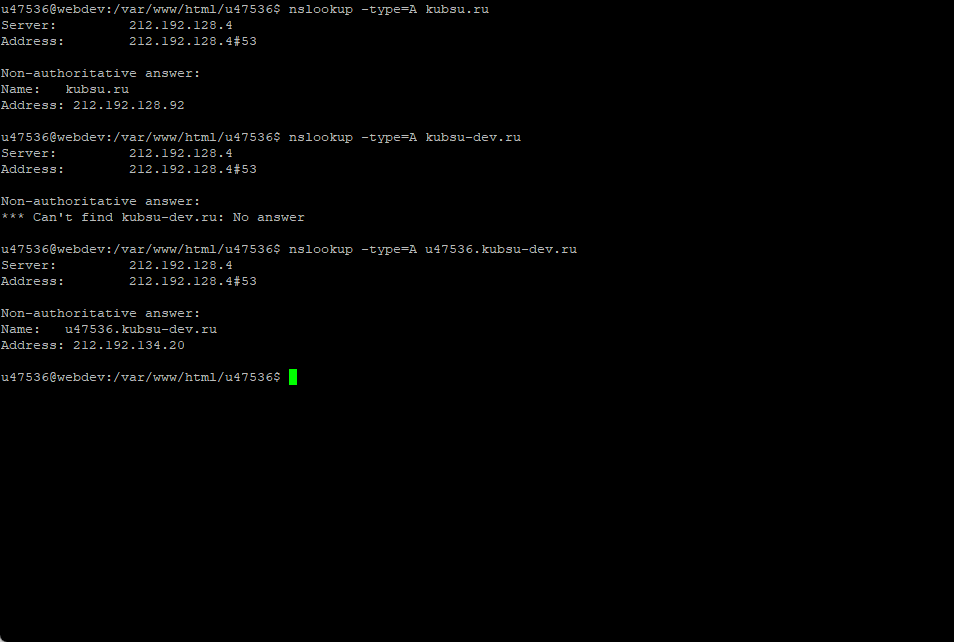 u47536@webdev:/var/www/html/u47536$ nslookup -type=A kubsu.ru
Server:         212.192.128.4
Address:        212.192.128.4#53

Non-authoritative answer:
Name:   kubsu.ru
Address: 212.192.128.92

u47536@webdev:/var/www/html/u47536$ nslookup -type=A kubsu-dev.ru
Server:         212.192.128.4
Address:        212.192.128.4#53

Non-authoritative answer:
*** Can't find kubsu-dev.ru: No answer

u47536@webdev:/var/www/html/u47536$ nslookup -type=A u47536.kubsu-dev.ru
Server:         212.192.128.4
Address:        212.192.128.4#53

Non-authoritative answer:
Name:   u47536.kubsu-dev.ru
Address: 212.192.134.20

u47536@webdev:/var/www/html/u47536$